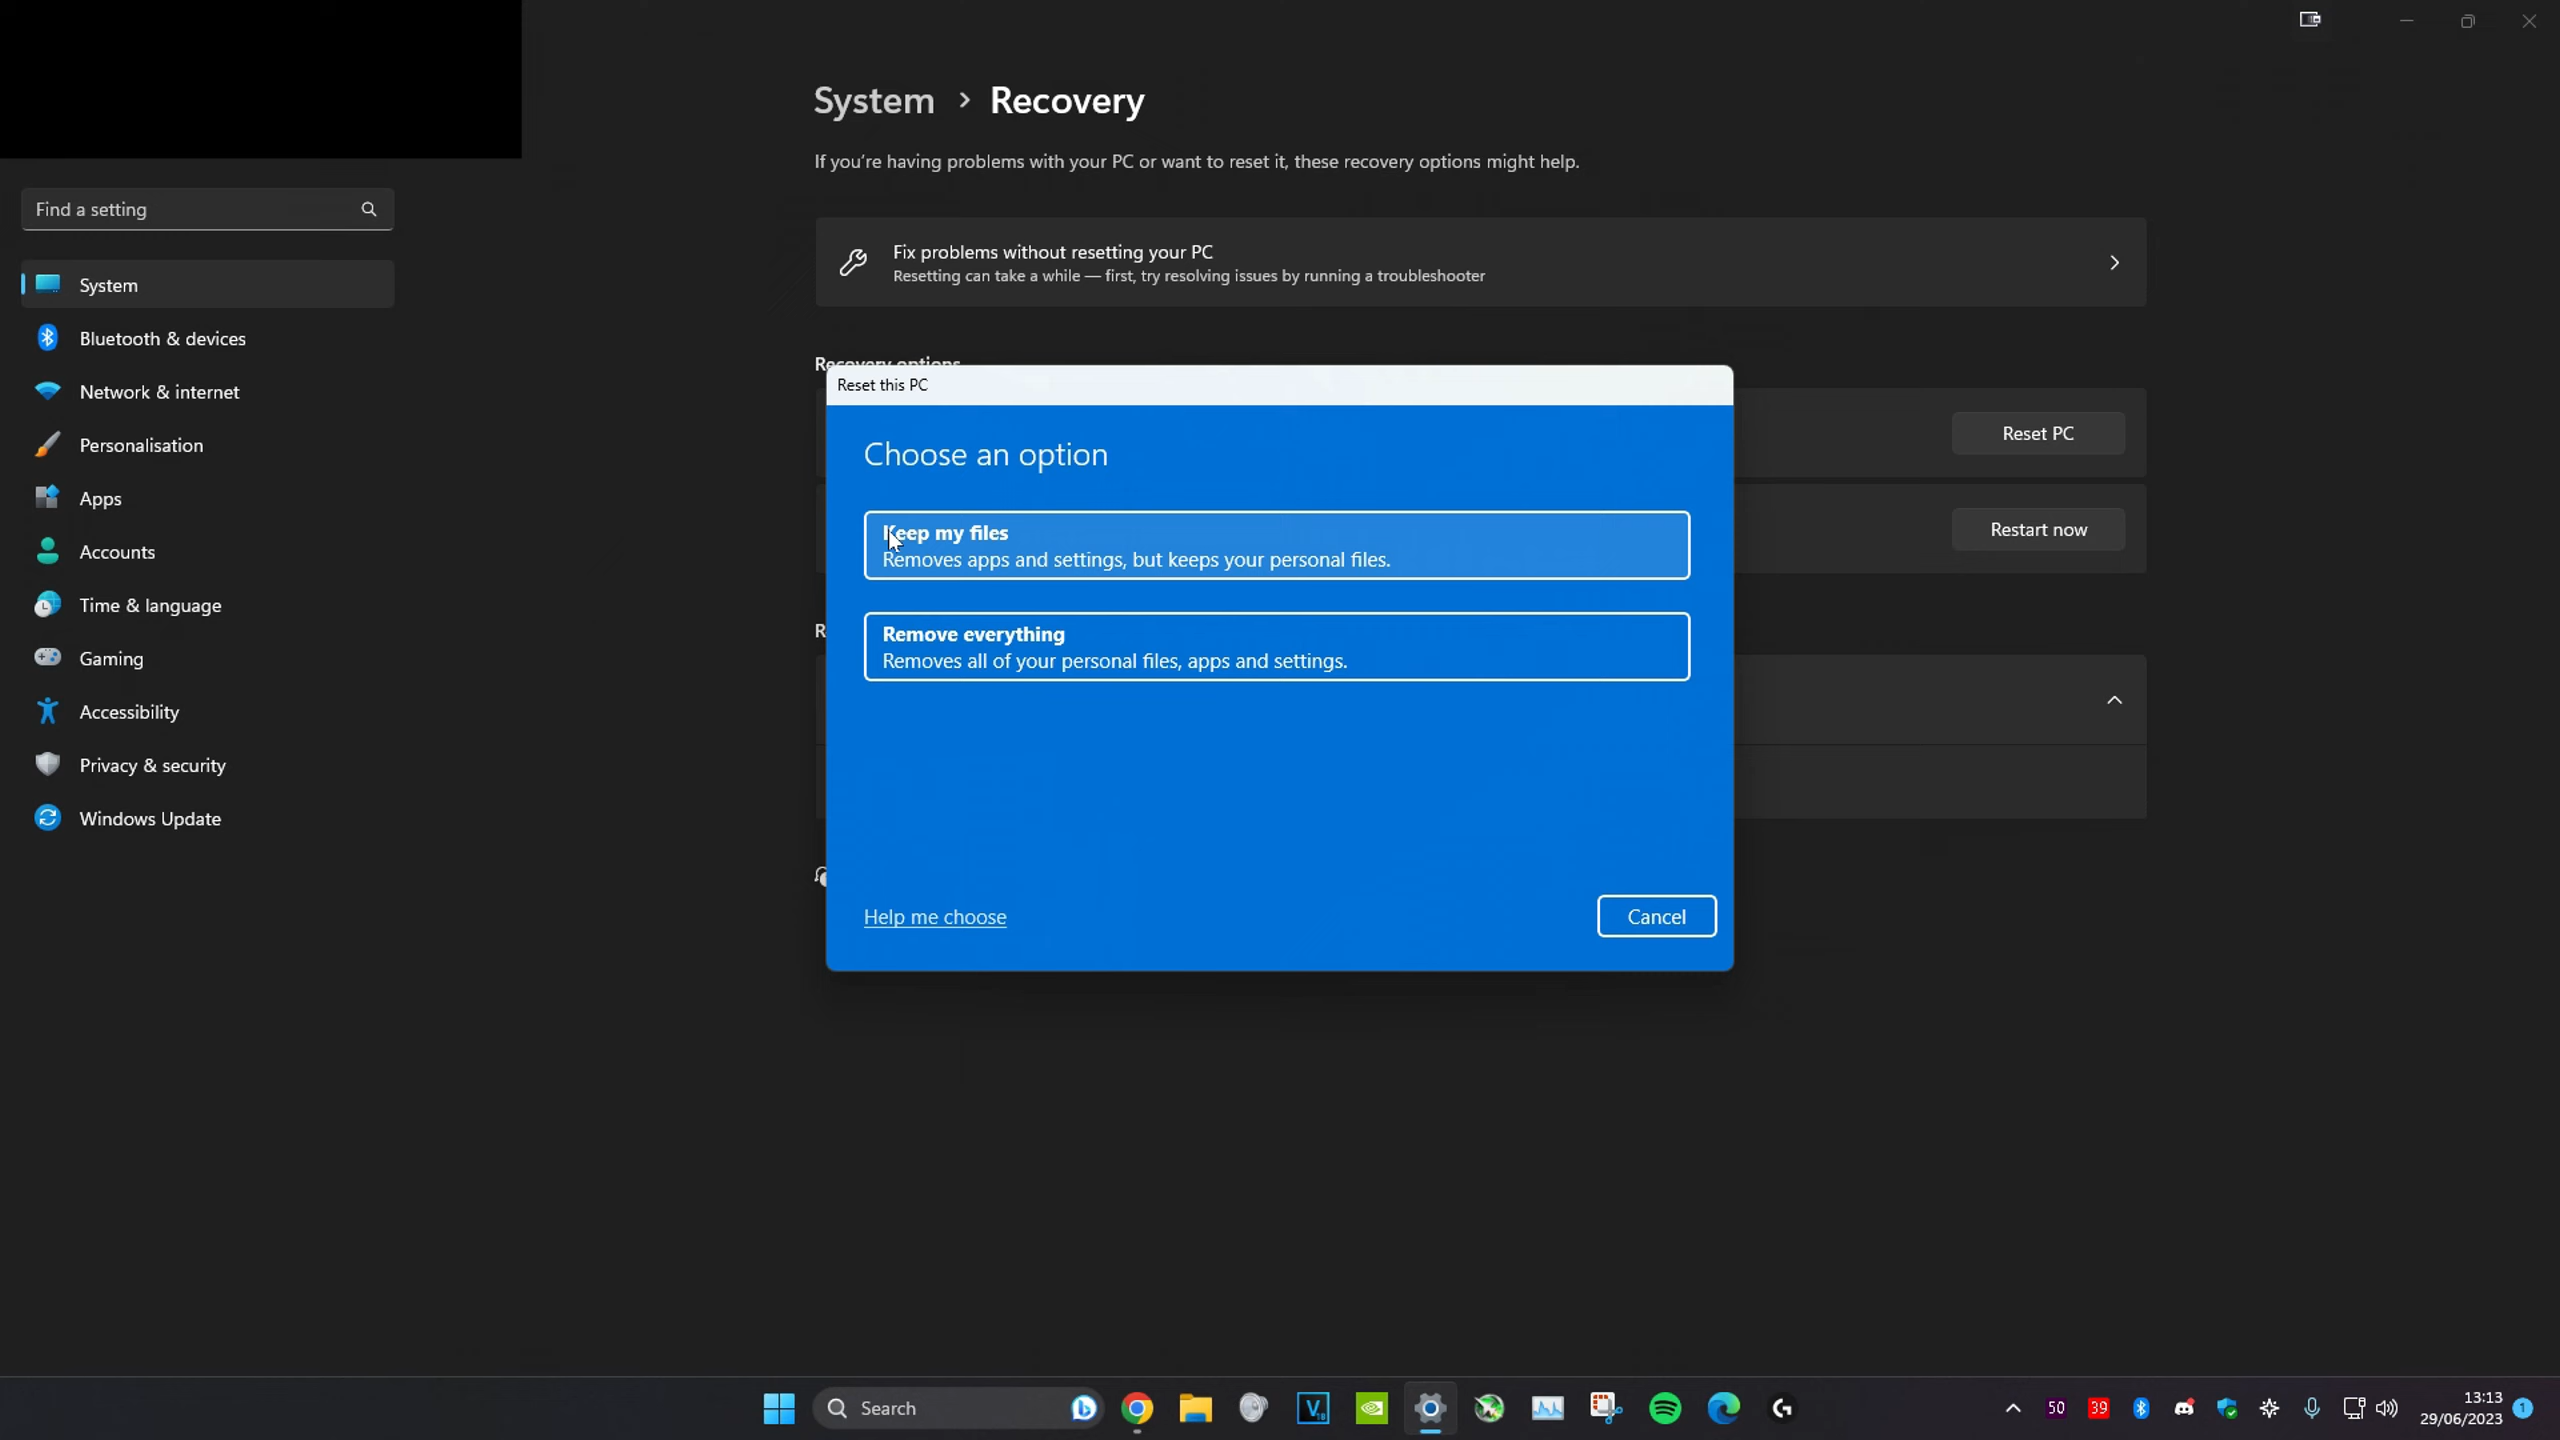 System > Recovery
If you're having problems with your PC or want to reset it, these recovery options might help.
Find a setting
Fix problems without resetting your PC
Resetting can take a while — first, try resolving issues by running a troubleshooter
System
Bluetooth & devices
Network & internet
Personalisation
Apps
Accounts
Time & language
Gaming
Accessibility
Privacy & security
Windows Update
Recovery options
Reset this PC
Choose an option
Keep my files
Removes apps and settings, but keeps your personal files.
Remove everything
Removes all of your personal files, apps and settings.
Help me choose
Cancel
Reset PC
Restart now
R
Search
50
39
13:13
29/06/2023
1